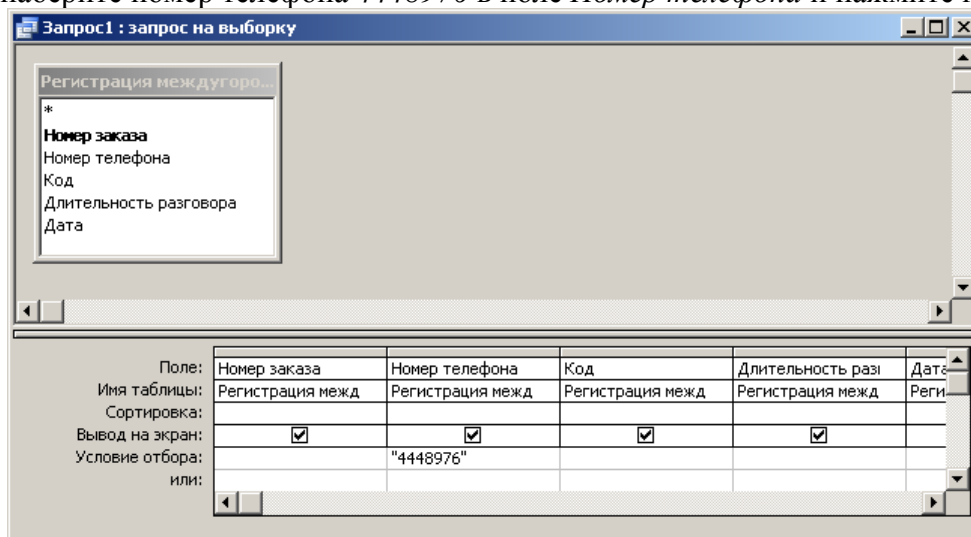 наберите номер телефона 4448976 в поле Номер телефона и нажмите
Запрос1 : запрос на выборку
Регистрация междугоро...
*
Номер заказа
Номер телефона
Код
Длительность разговора
Дата
Поле: Номер заказа Номер телефона Код Длительность разг Дата
Имя таблицы: Регистрация межд Регистрация межд Регистрация межд Регистрация межд Реги
Сортировка:
Вывод на экран:
Условие отбора: "4448976"
или: